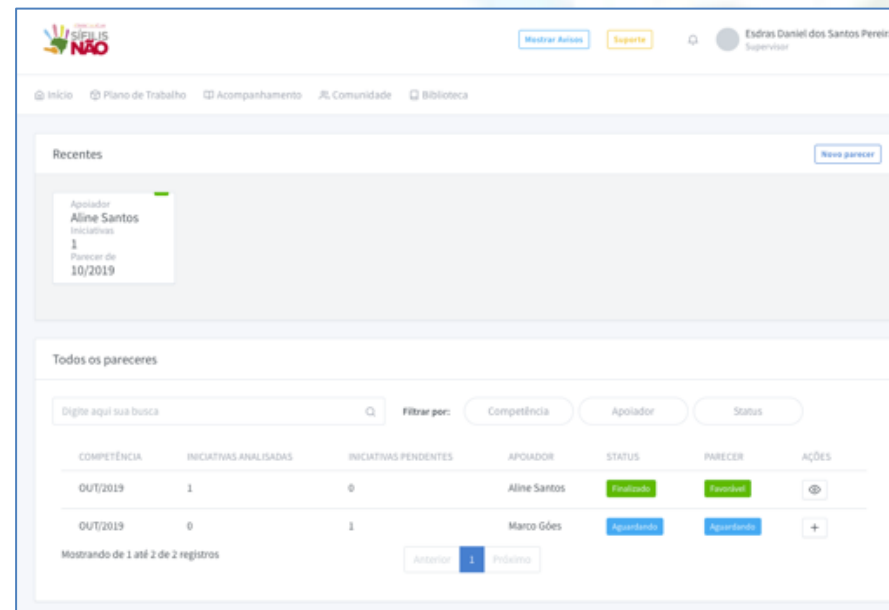 SÍFILIS
NÃO
Mostrar Avisos
Suporte
Esdras Daniel dos Santos Pereir
Supervisor
Início
Plano de Trabalho
Acompanhamento
Comunidade
Biblioteca
Recentes
Novo parecer
Apoiador
Aline Santos
Iniciativas
1
Parecer de
10/2019
Todos os pareceres
Digite aqui sua busca
Filtrar por:
Competência
Apoiador
Status
COMPETÊNCIA INICIATIVAS ANALISADAS INICIATIVAS PENDENTES APOIADOR STATUS PARECER AÇÕES
OUT/2019 1 0 Aline Santos Finalizado Favorável
OUT/2019 0 1 Marco Góes Aguardando Aguardando +
Mostrando de 1 até 2 de 2 registros
Anterior 1 Próximo